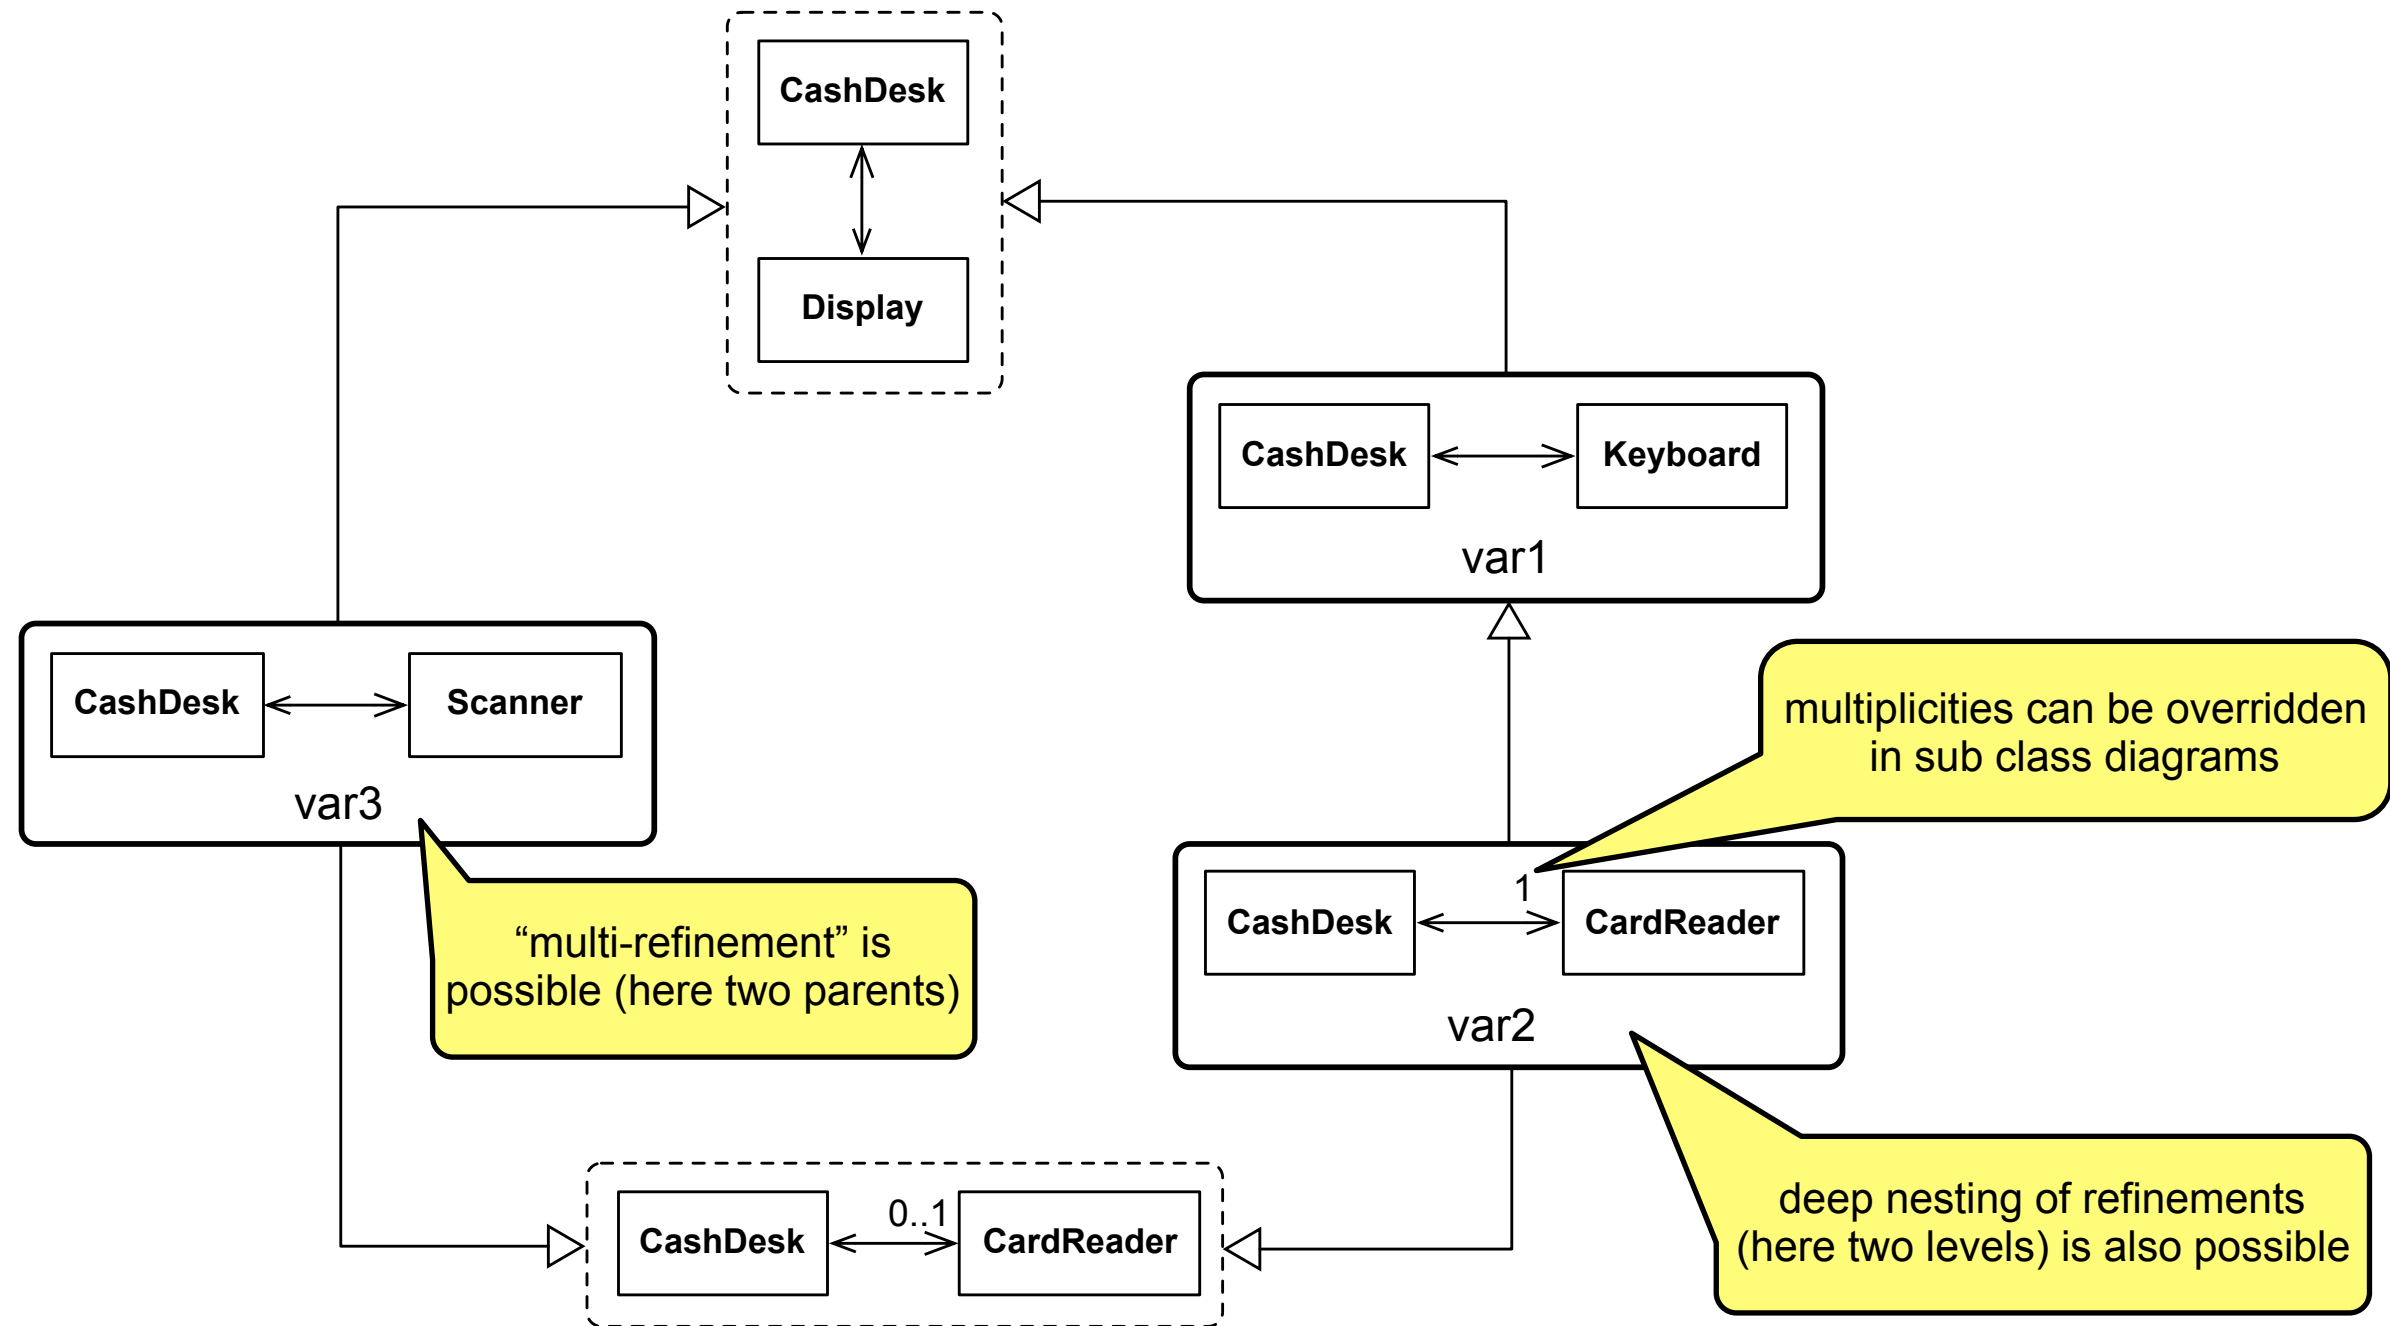 CashDesk
Display
CashDesk
Keyboard
var1
CashDesk
Scanner
var3
multiplicities can be overridden
in sub class diagrams
“multi-refinement” is
possible (here two parents)
1
CashDesk
CardReader
var2
deep nesting of refinements
(here two levels) is also possible
0..1
CashDesk
CardReader